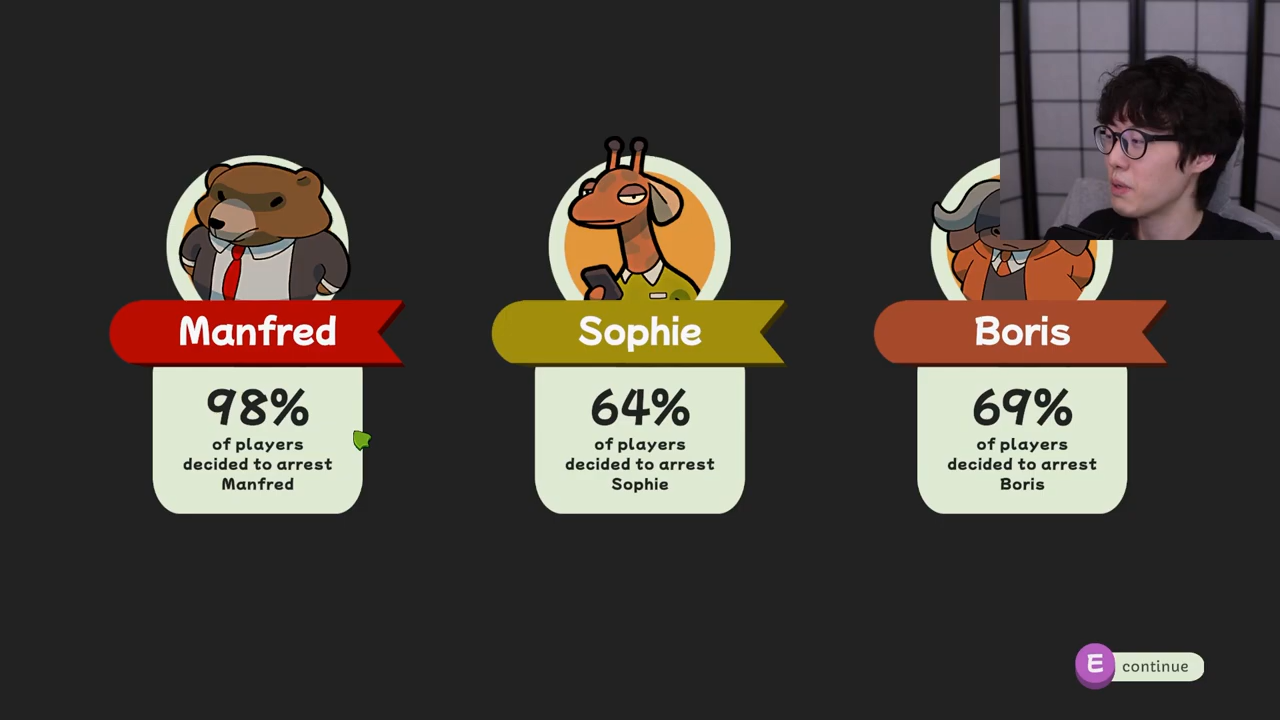 Manfred
98%
of players
decided to arrest
Manfred
Sophie
64%
of players
decided to arrest
Sophie
Boris
69%
of players
decided to arrest
Boris
E continue